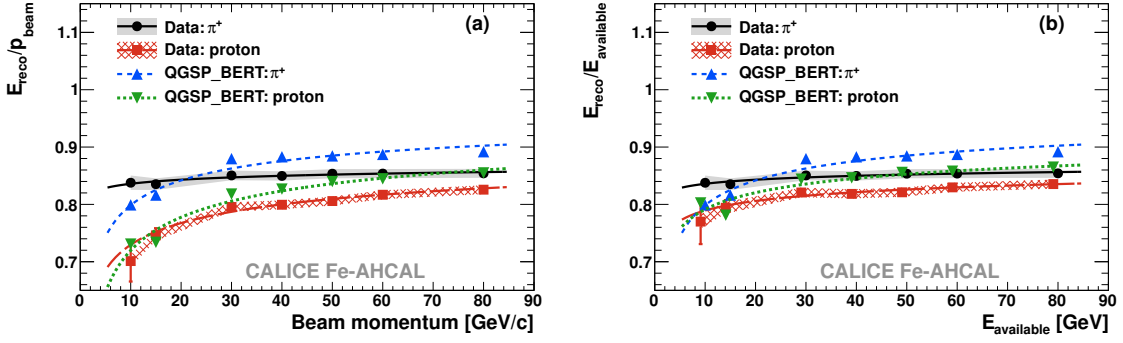 (a)
E_reco/p_beam
1.1
1
0.9
0.8
0.7
Data: π⁺
Data: proton
QGSP_BERT: π⁺
QGSP_BERT: proton
CALICE Fe-AHCAL
0 10 20 30 40 50 60 70 80 90
Beam momentum [GeV/c]
(b)
E_reco/E_available
1.1
1
0.9
0.8
0.7
Data: π⁺
Data: proton
QGSP_BERT: π⁺
QGSP_BERT: proton
CALICE Fe-AHCAL
0 10 20 30 40 50 60 70 80 90
E_available [GeV]